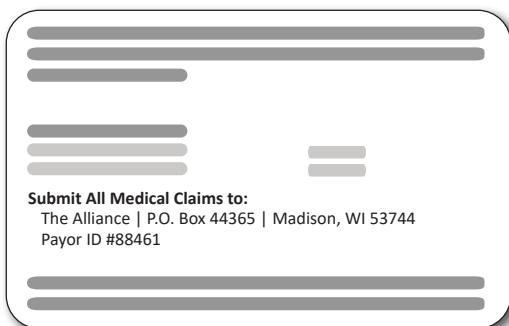 Submit All Medical Claims to:
The Alliance | P.O. Box 44365 | Madison, WI 53744
Payor ID #88461